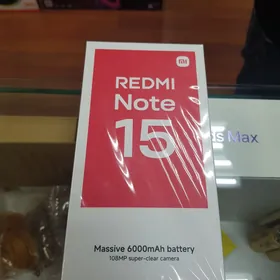 mi
REDMI
Note
15
s Max
Massive 6000mAh battery
108MP super-clear camera